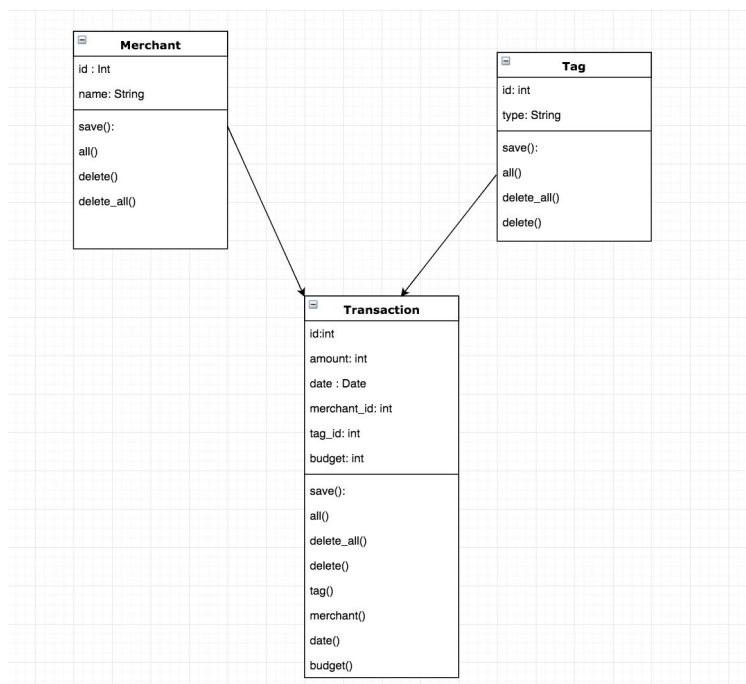 Merchant
id : Int
name: String
save():
all()
delete()
delete_all()
Tag
id: int
type: String
save():
all()
delete_all()
delete()
Transaction
id:int
amount: int
date : Date
merchant_id: int
tag_id: int
budget: int
save():
all()
delete_all()
delete()
tag()
merchant()
date()
budget()